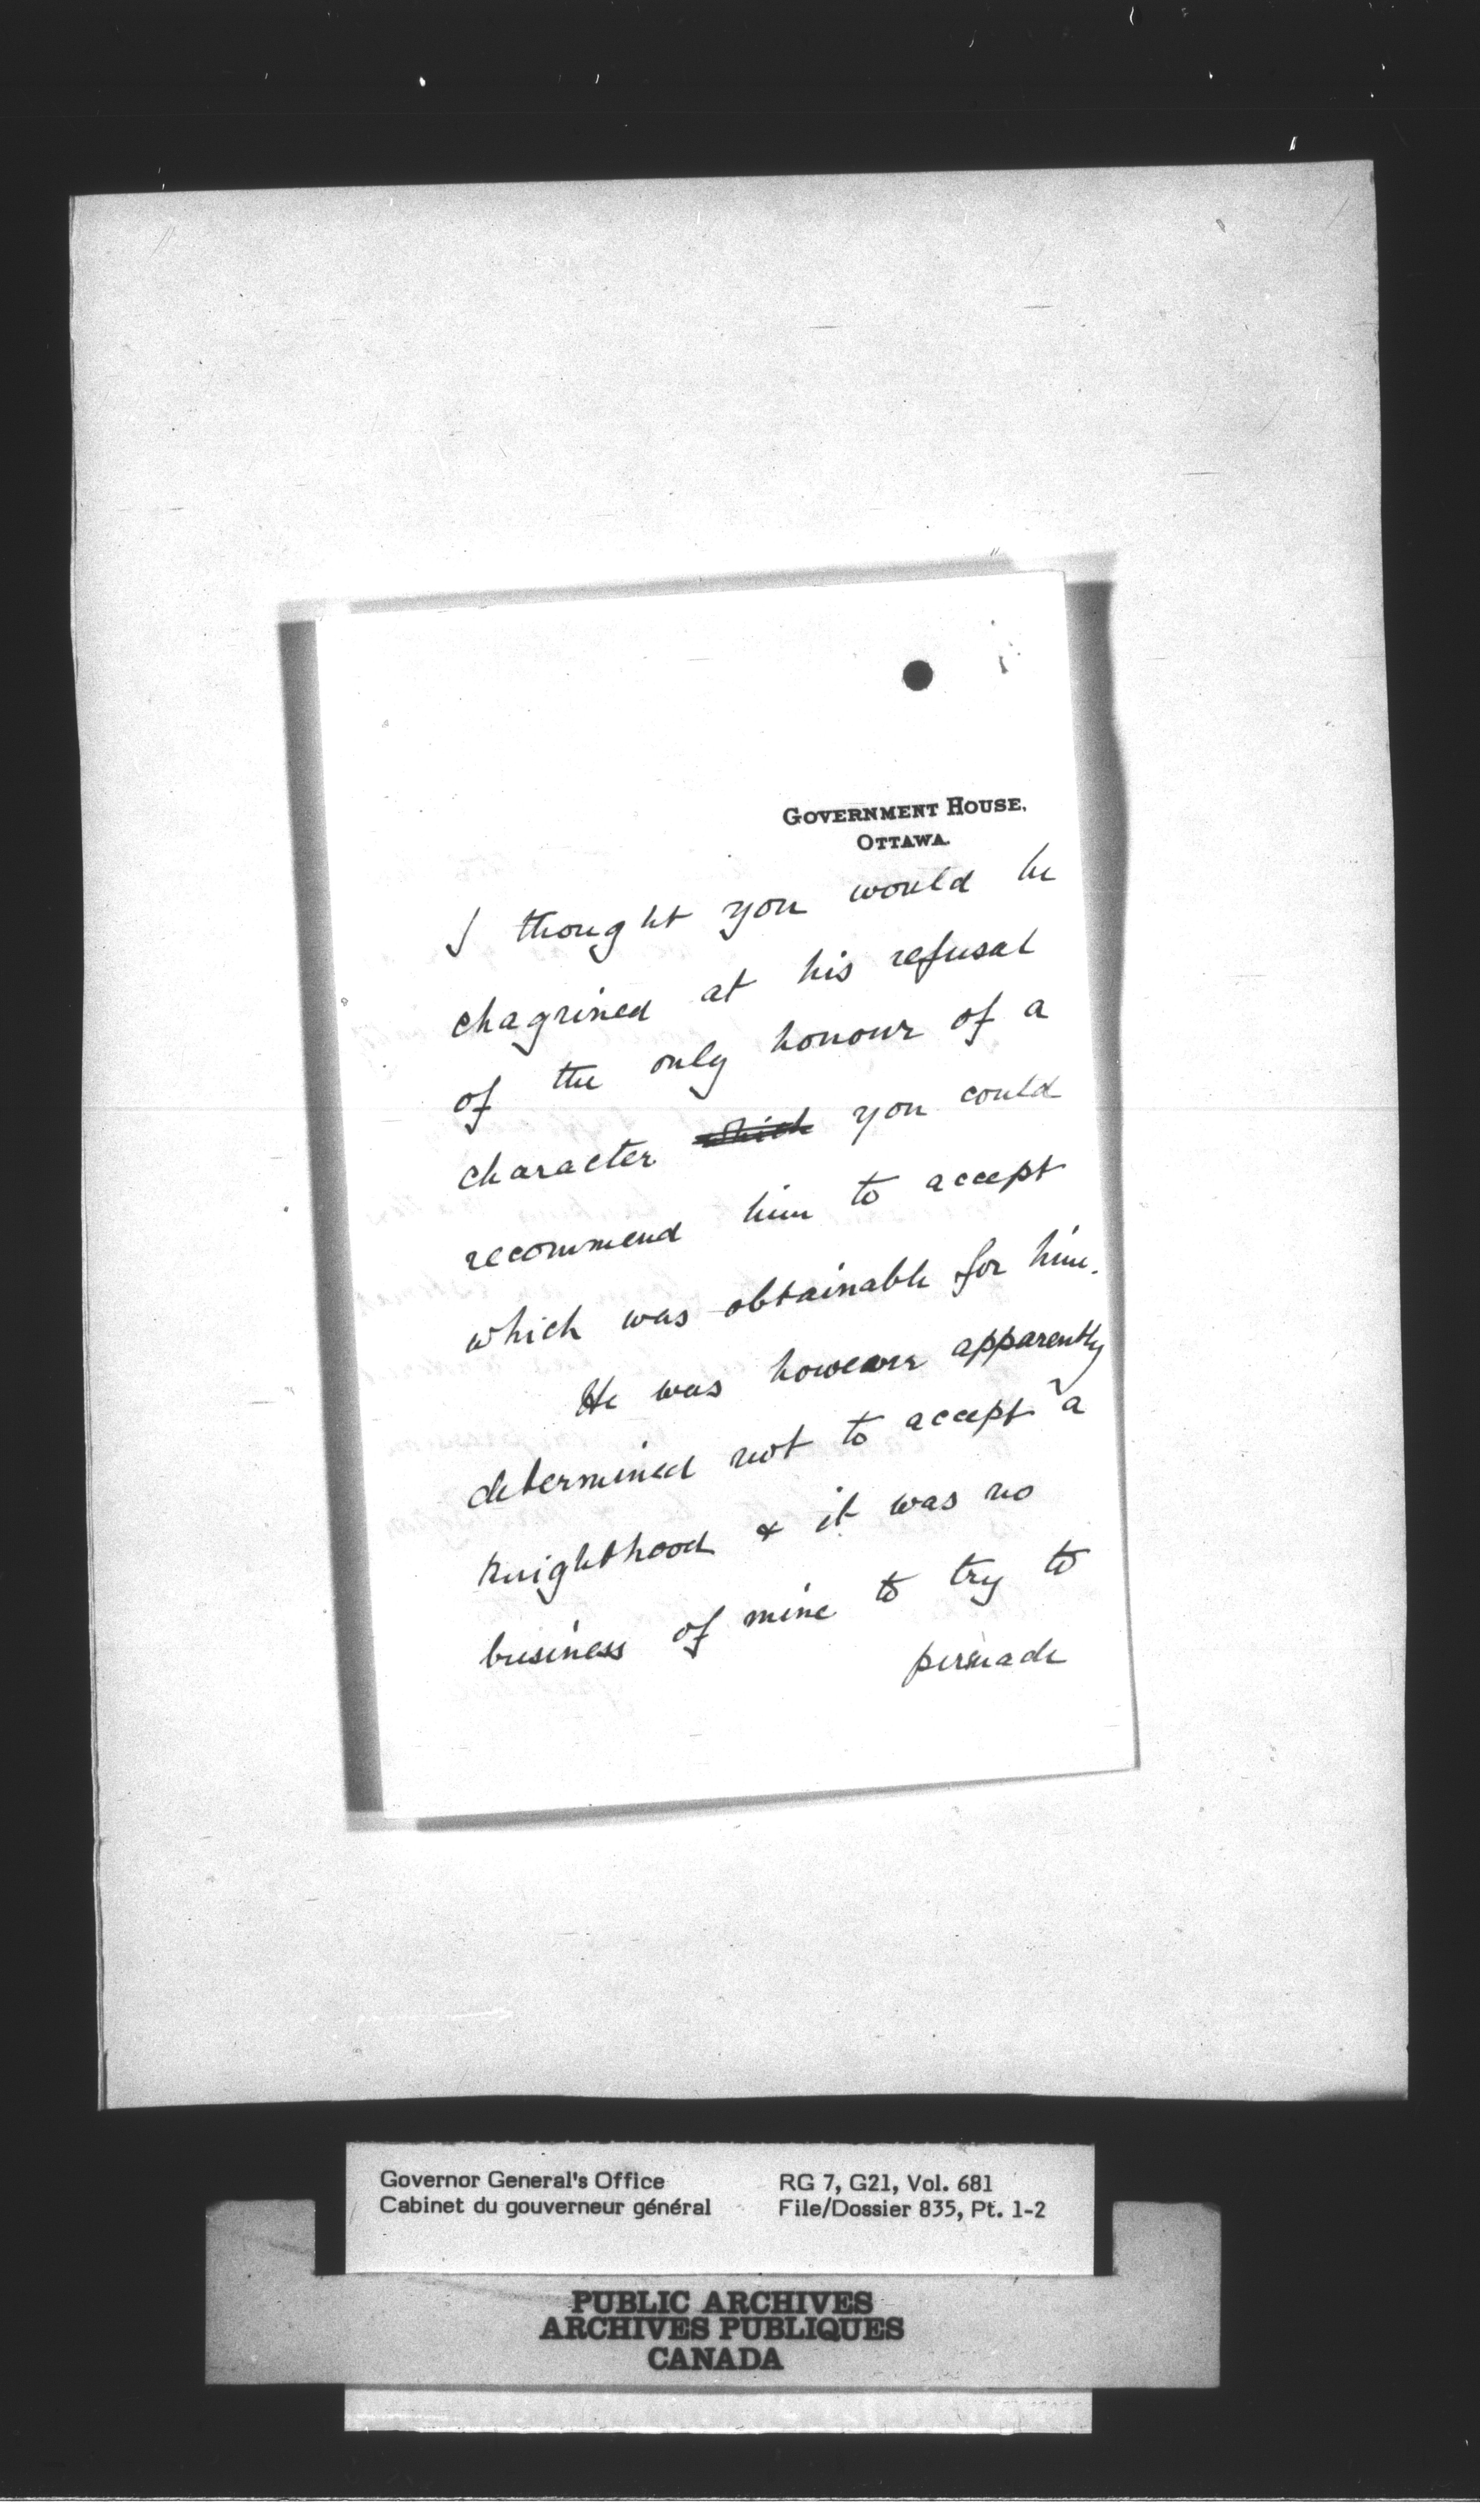 GOVERNMENT HOUSE,
OTTAWA.
I thought you would be
chagrined at his refusal
of the only honour of a
character which you could
recommend him to accept
which was obtainable for him.
He was however apparently
determined not to accept a
Knighthood & it was no
business of mine to try to
persuade
Governor General's Office
Cabinet du gouverneur général
RG 7, G21, Vol. 681
File/Dossier 835, Pt. 1-2
PUBLIC ARCHIVES
ARCHIVES PUBLIQUES
CANADA